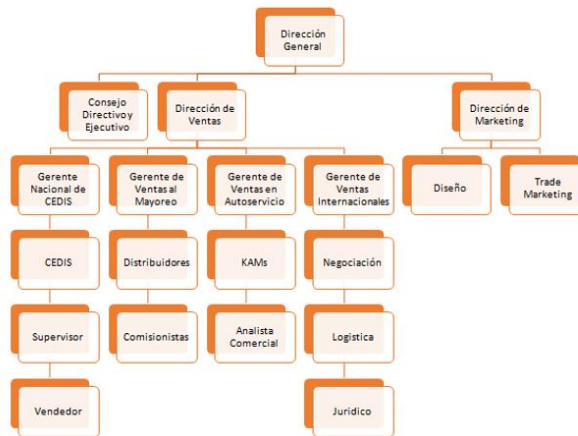 Dirección
General
Consejo
Directivo y
Ejecutivo
Dirección de
Ventas
Dirección de
Marketing
Gerente
Nacional de
CEDIS
Gerente de
Ventas al
Mayoreo
Gerente de
Ventas en
Autoservicio
Gerente de
Ventas
Internacionales
Diseño
Trade
Marketing
CEDIS
Distribuidores
KAMs
Negociación
Supervisor
Comisionistas
Analista
Comercial
Logistica
Vendedor
Juridico